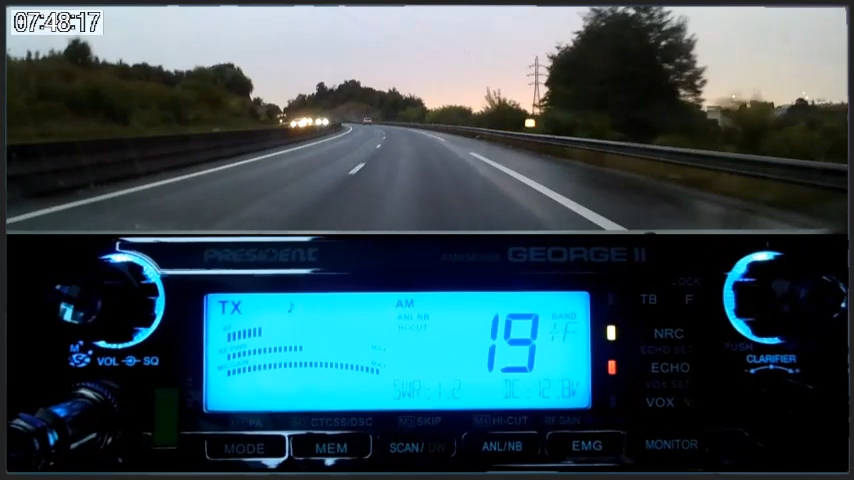 07:48:17
PRESIDENT
GEORGE II
LOCK
TX
AM
ANL NB
HI-CUT
19
BAND
TB F
NRC
ECHO SET
PUSH
ECHO
CLARIFIER
M
VOL SQ
VOX SET
SWR:1.2 DC:12.8V
VOX
PA CTCSS/DSC SKIP HI-CUT RF GAIN
MODE MEM SCAN/ DW ANL/NB EMG MONITOR